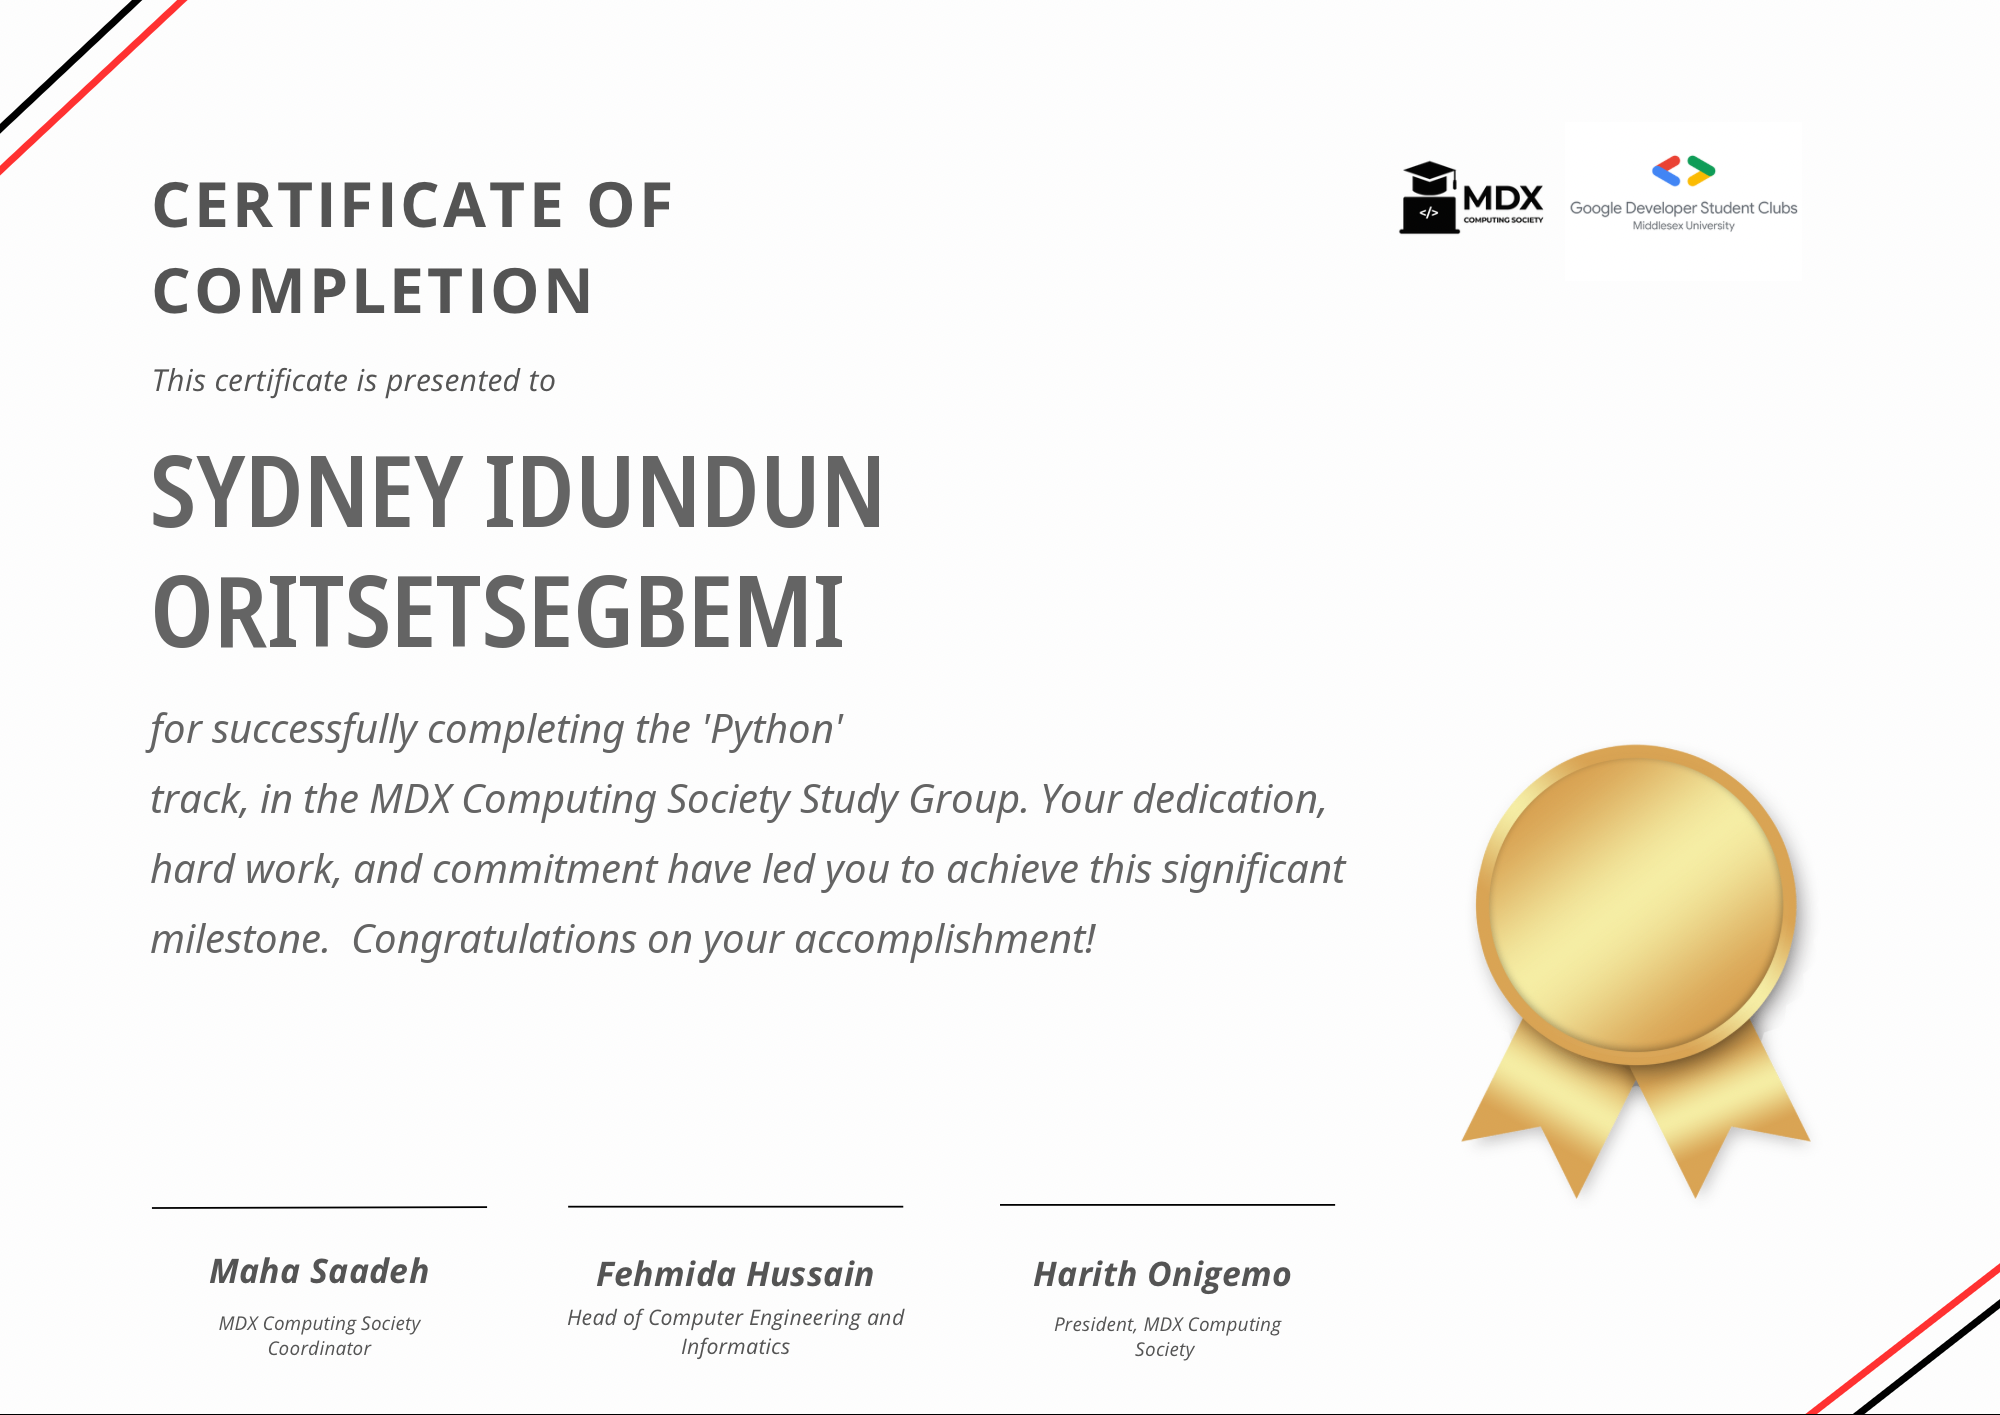 CERTIFICATE OF
COMPLETION
</>
MDX
COMPUTING SOCIETY
Google Developer Student Clubs
Middlesex University
This certificate is presented to
SYDNEY IDUNDUN
ORITSETSEGBEMI
for successfully completing the 'Python'
track, in the MDX Computing Society Study Group. Your dedication,
hard work, and commitment have led you to achieve this significant
milestone.  Congratulations on your accomplishment!
Maha Saadeh
MDX Computing Society
Coordinator
Fehmida Hussain
Head of Computer Engineering and
Informatics
Harith Onigemo
President, MDX Computing
Society